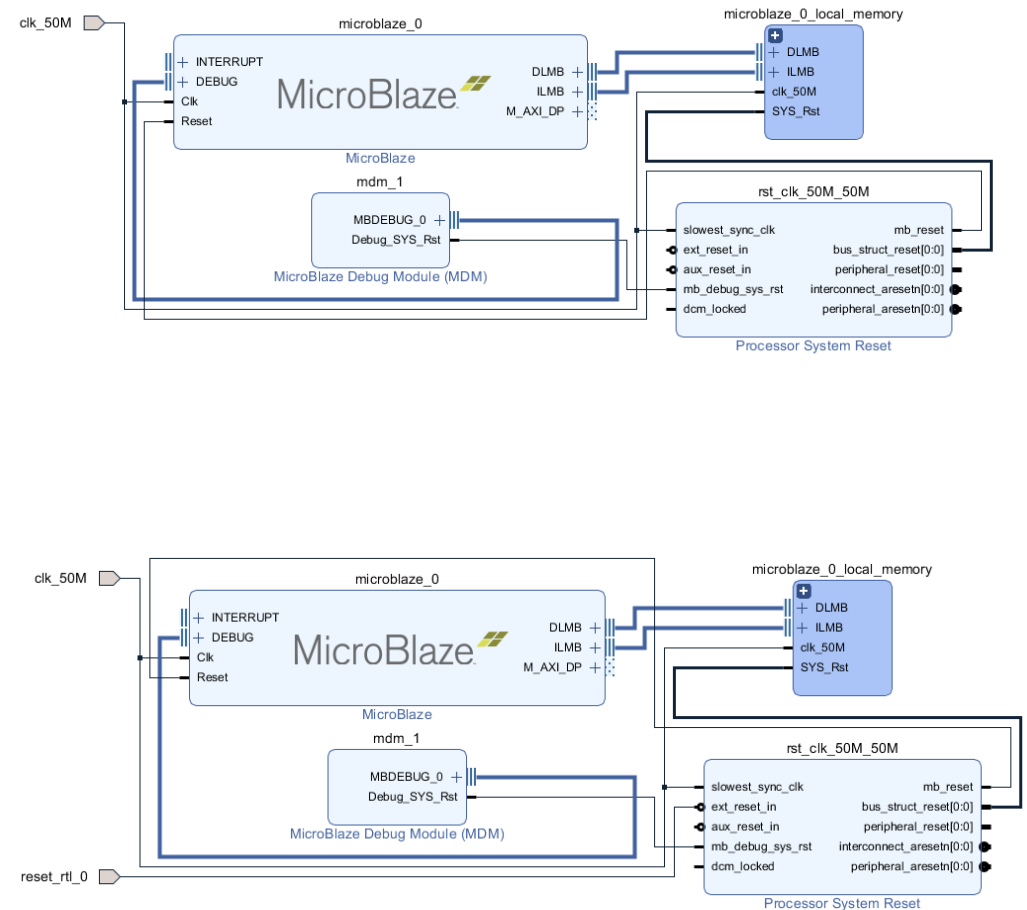 clk_50M
microblaze_0
microblaze_0_local_memory
INTERRUPT
DEBUG
Clk
Reset
MicroBlaze
DLMB
ILMB
M_AXI_DP
MicroBlaze
DLMB
ILMB
clk_50M
SYS_Rst
mdm_1
MBDEBUG_0
Debug_SYS_Rst
MicroBlaze Debug Module (MDM)
rst_clk_50M_50M
slowest_sync_clk
ext_reset_in
aux_reset_in
mb_debug_sys_rst
dcm_locked
mb_reset
bus_struct_reset[0:0]
peripheral_reset[0:0]
interconnect_aresetn[0:0]
peripheral_aresetn[0:0]
Processor System Reset
clk_50M
microblaze_0
microblaze_0_local_memory
INTERRUPT
DEBUG
Clk
Reset
MicroBlaze
DLMB
ILMB
M_AXI_DP
MicroBlaze
DLMB
ILMB
clk_50M
SYS_Rst
mdm_1
MBDEBUG_0
Debug_SYS_Rst
MicroBlaze Debug Module (MDM)
rst_clk_50M_50M
slowest_sync_clk
ext_reset_in
aux_reset_in
mb_debug_sys_rst
dcm_locked
mb_reset
bus_struct_reset[0:0]
peripheral_reset[0:0]
interconnect_aresetn[0:0]
peripheral_aresetn[0:0]
Processor System Reset
reset_rtl_0